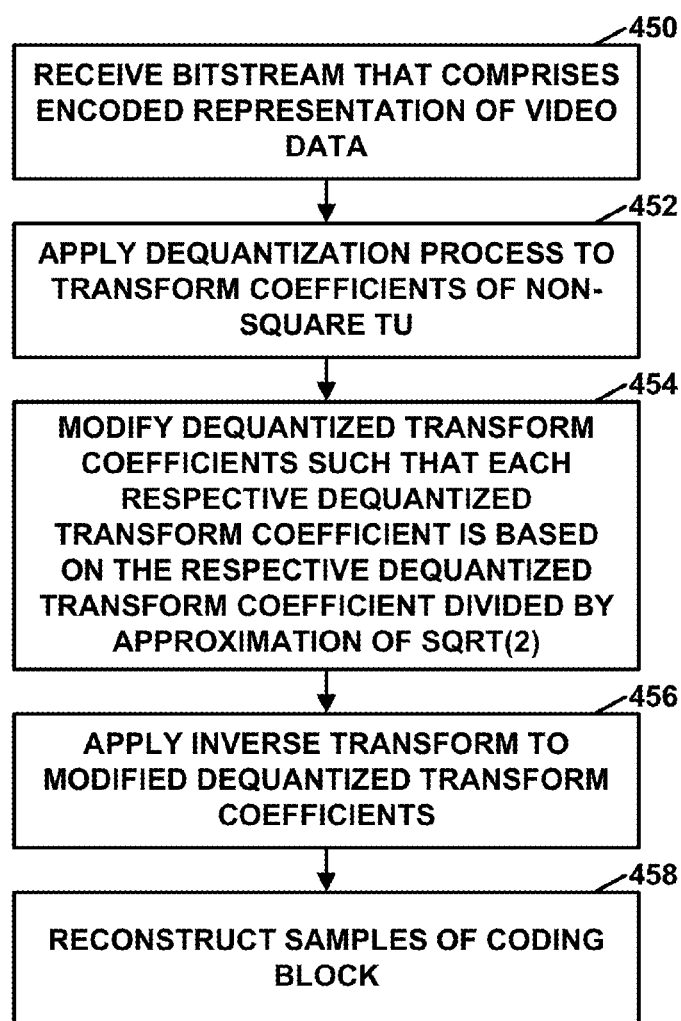 450
RECEIVE BITSTREAM THAT COMPRISES
ENCODED REPRESENTATION OF VIDEO
DATA
452
APPLY DEQUANTIZATION PROCESS TO
TRANSFORM COEFFICIENTS OF NON-
SQUARE TU
454
MODIFY DEQUANTIZED TRANSFORM
COEFFICIENTS SUCH THAT EACH
RESPECTIVE DEQUANTIZED
TRANSFORM COEFFICIENT IS BASED
ON THE RESPECTIVE DEQUANTIZED
TRANSFORM COEFFICIENT DIVIDED BY
APPROXIMATION OF SQRT(2)
456
APPLY INVERSE TRANSFORM TO
MODIFIED DEQUANTIZED TRANSFORM
COEFFICIENTS
458
RECONSTRUCT SAMPLES OF CODING
BLOCK